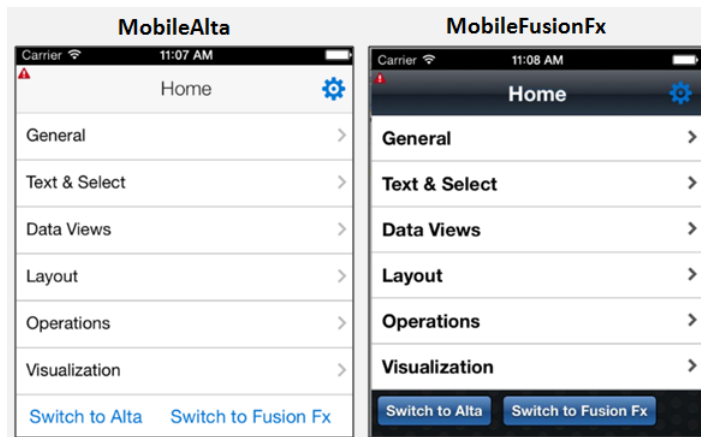 MobileAlta
Carrier 11:07 AM
Home
General
Text & Select
Data Views
Layout
Operations
Visualization
Switch to Alta Switch to Fusion Fx
MobileFusionFx
Carrier 11:08 AM
Home
General
Text & Select
Data Views
Layout
Operations
Visualization
Switch to Alta Switch to Fusion Fx